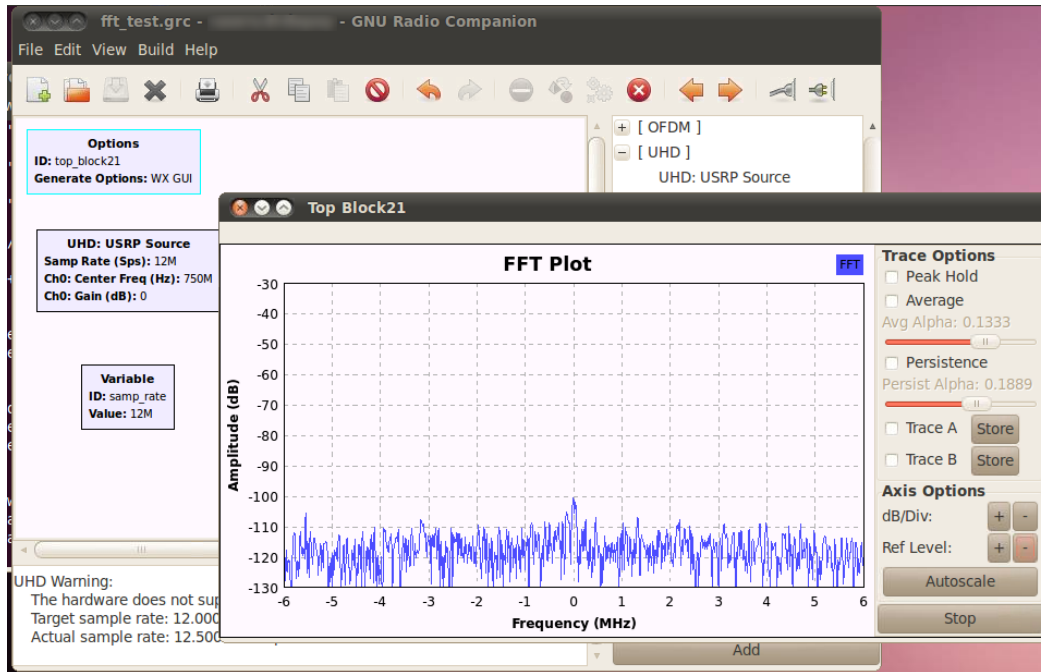 fft_test.grc - - GNU Radio Companion
File Edit View Build Help
Options
ID: top_block21
Generate Options: WX GUI
UHD: USRP Source
Samp Rate (Sps): 12M
Ch0: Center Freq (Hz): 750M
Ch0: Gain (dB): 0
Variable
ID: samp_rate
Value: 12M
[ OFDM ]
[ UHD ]
UHD: USRP Source
Top Block21
FFT Plot
FFT
Amplitude (dB)
-30
-40
-50
-60
-70
-80
-90
-100
-110
-120
-130
-6 -5 -4 -3 -2 -1 0 1 2 3 4 5 6
Frequency (MHz)
Trace Options
Peak Hold
Average
Avg Alpha: 0.1333
Persistence
Persist Alpha: 0.1889
Trace A Store
Trace B Store
Axis Options
dB/Div: + -
Ref Level: + -
Autoscale
Stop
UHD Warning:
The hardware does not
Target sample rate: 12.000
Actual sample rate: 12.500
Add